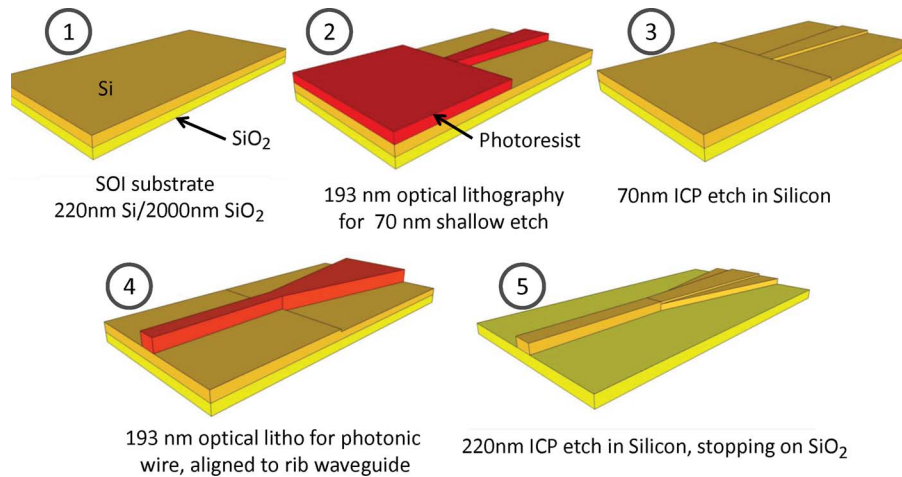 1
2
3
Si
SiO₂
Photoresist
SOI substrate
220nm Si/2000nm SiO₂
193 nm optical lithography
for 70 nm shallow etch
70nm ICP etch in Silicon
4
5
193 nm optical litho for photonic
wire, aligned to rib waveguide
220nm ICP etch in Silicon, stopping on SiO₂